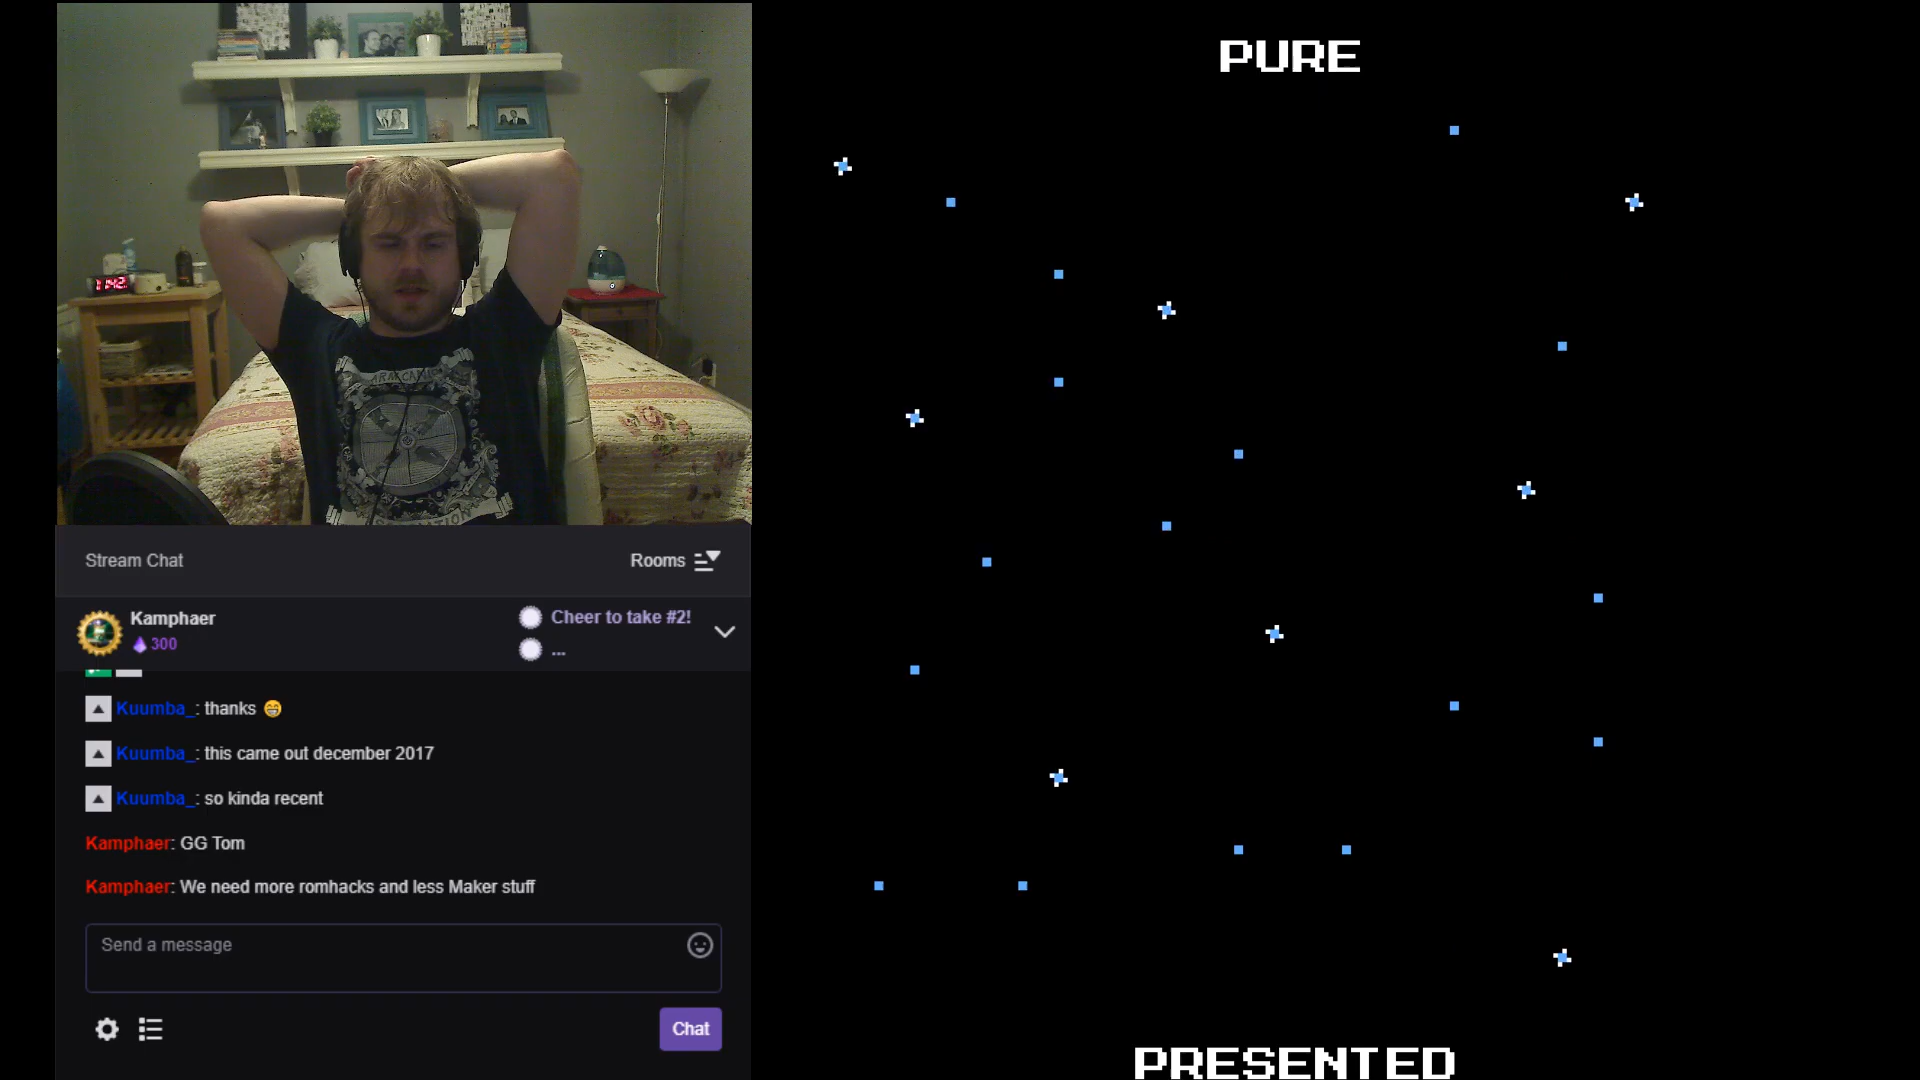 PURE
1:42
Stream Chat
Rooms
Kamphaer
300
Cheer to take #2!
...
Kuumba_: thanks 😁
Kuumba_: this came out december 2017
Kuumba_: so kinda recent
Kamphaer: GG Tom
Kamphaer: We need more romhacks and less Maker stuff
Send a message
Chat
PRESENTED